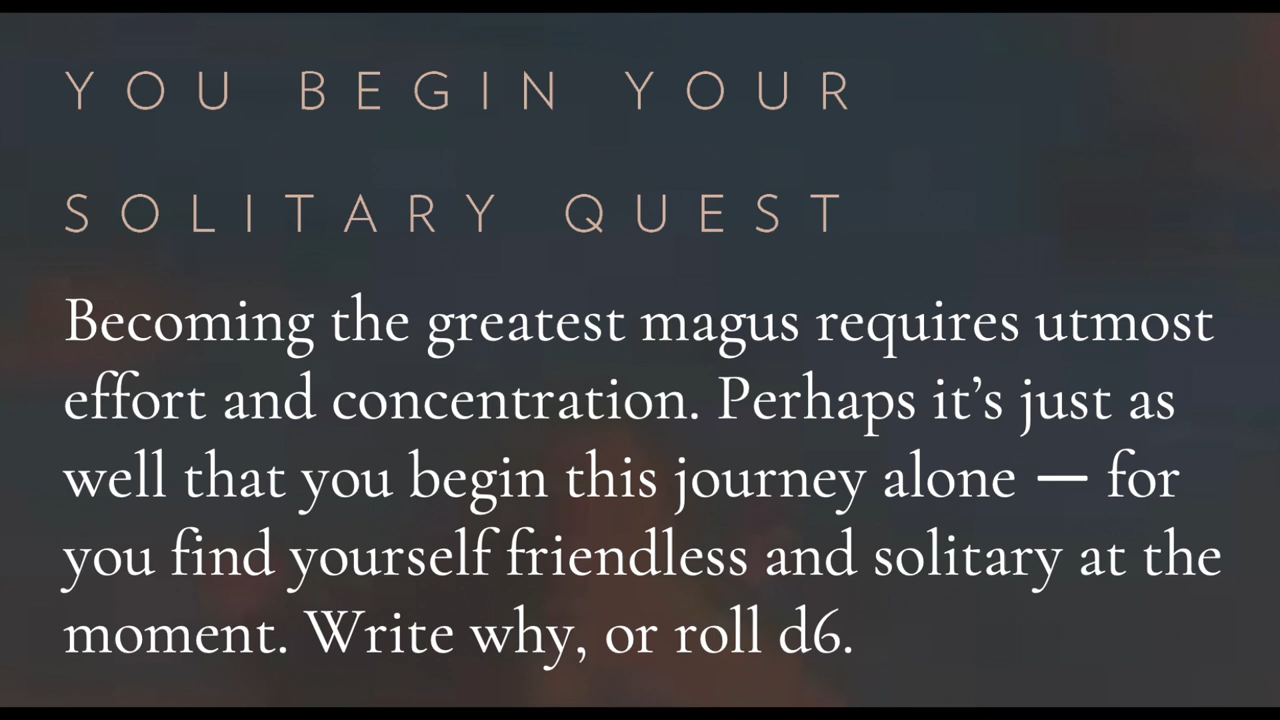 YOU BEGIN YOUR
SOLITARY QUEST
Becoming the greatest magus requires utmost
effort and concentration. Perhaps it’s just as
well that you begin this journey alone — for
you find yourself friendless and solitary at the
moment. Write why, or roll d6.